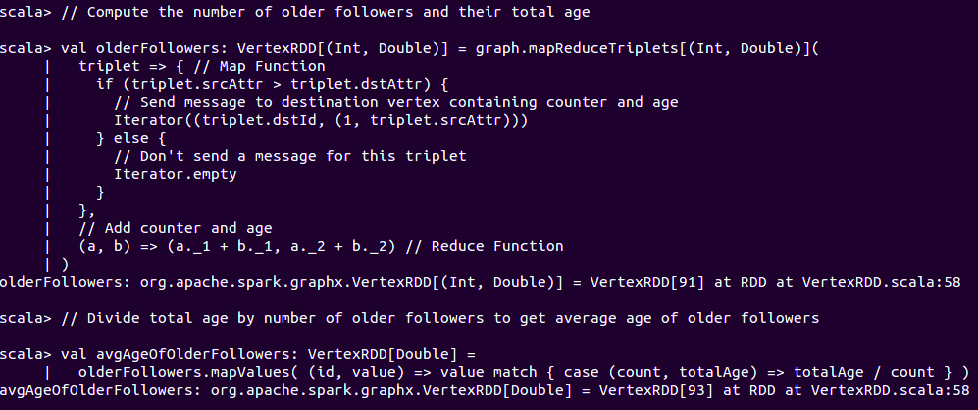 scala> // Compute the number of older followers and their total age
scala> val olderFollowers: VertexRDD[(Int, Double)] = graph.mapReduceTriplets[(Int, Double)](
     |   triplet => { // Map Function
     |     if (triplet.srcAttr > triplet.dstAttr) {
     |       // Send message to destination vertex containing counter and age
     |       Iterator((triplet.dstId, (1, triplet.srcAttr)))
     |     } else {
     |       // Don't send a message for this triplet
     |       Iterator.empty
     |     }
     |   },
     |   // Add counter and age
     |   (a, b) => (a._1 + b._1, a._2 + b._2) // Reduce Function
     | )
olderFollowers: org.apache.spark.graphx.VertexRDD[(Int, Double)] = VertexRDD[91] at RDD at VertexRDD.scala:58
scala> // Divide total age by number of older followers to get average age of older followers
scala> val avgAgeOfOlderFollowers: VertexRDD[Double] =
     |   olderFollowers.mapValues( (id, value) => value match { case (count, totalAge) => totalAge / count } )
avgAgeOfOlderFollowers: org.apache.spark.graphx.VertexRDD[Double] = VertexRDD[93] at RDD at VertexRDD.scala:58